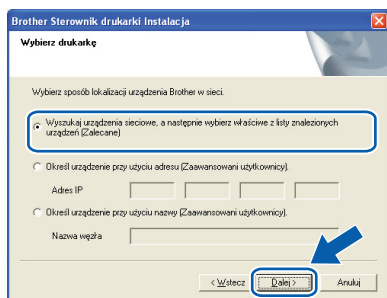 Brother Sterownik drukarki Instalacja
Wybierz drukarkę
Wybierz sposób lokalizacji urządzenia Brother w sieci.
Wyszukaj urządzenia sieciowe, a następnie wybierz właściwe z listy znalezionych
urządzeń (Zalecane)
Określ urządzenie przy użyciu adresu (Zaawansowani użytkownicy).
Adres IP
Określ urządzenie przy użyciu nazwy (Zaawansowani użytkownicy).
Nazwa węzła
< Wstecz Dalej > Anuluj